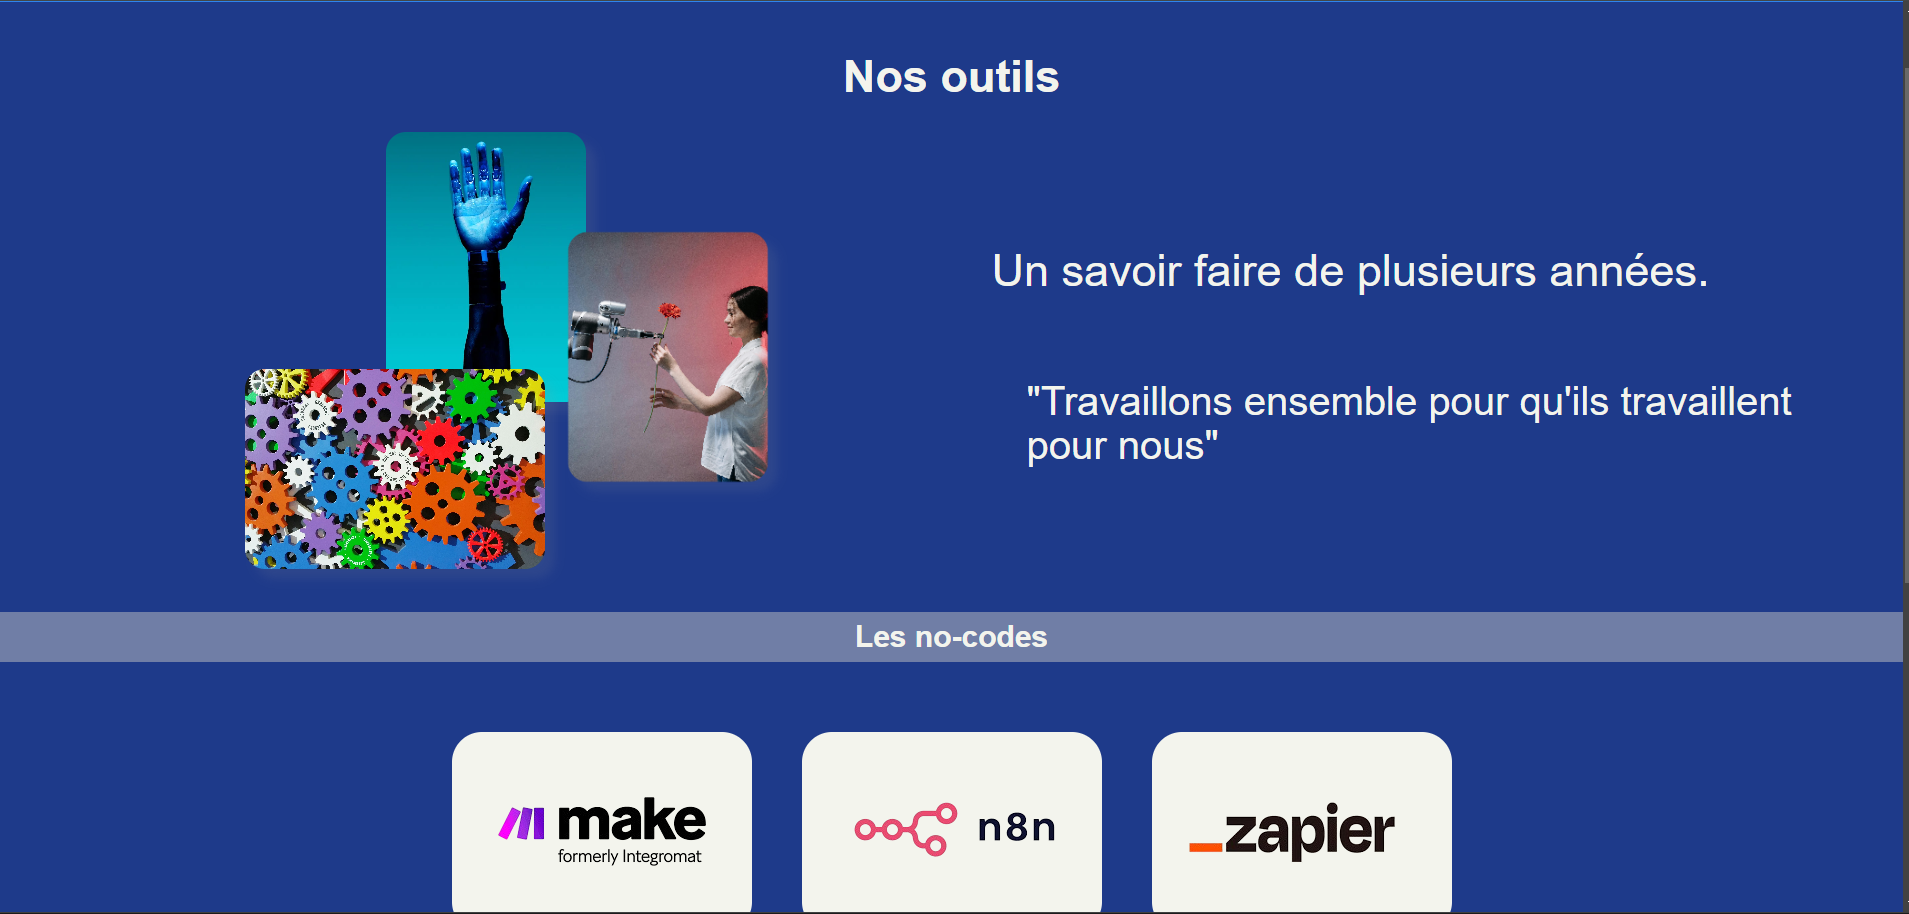 Nos outils
Un savoir faire de plusieurs années.
"Travaillons ensemble pour qu'ils travaillent
pour nous"
Les no-codes
make
formerly Integromat
n8n
_zapier